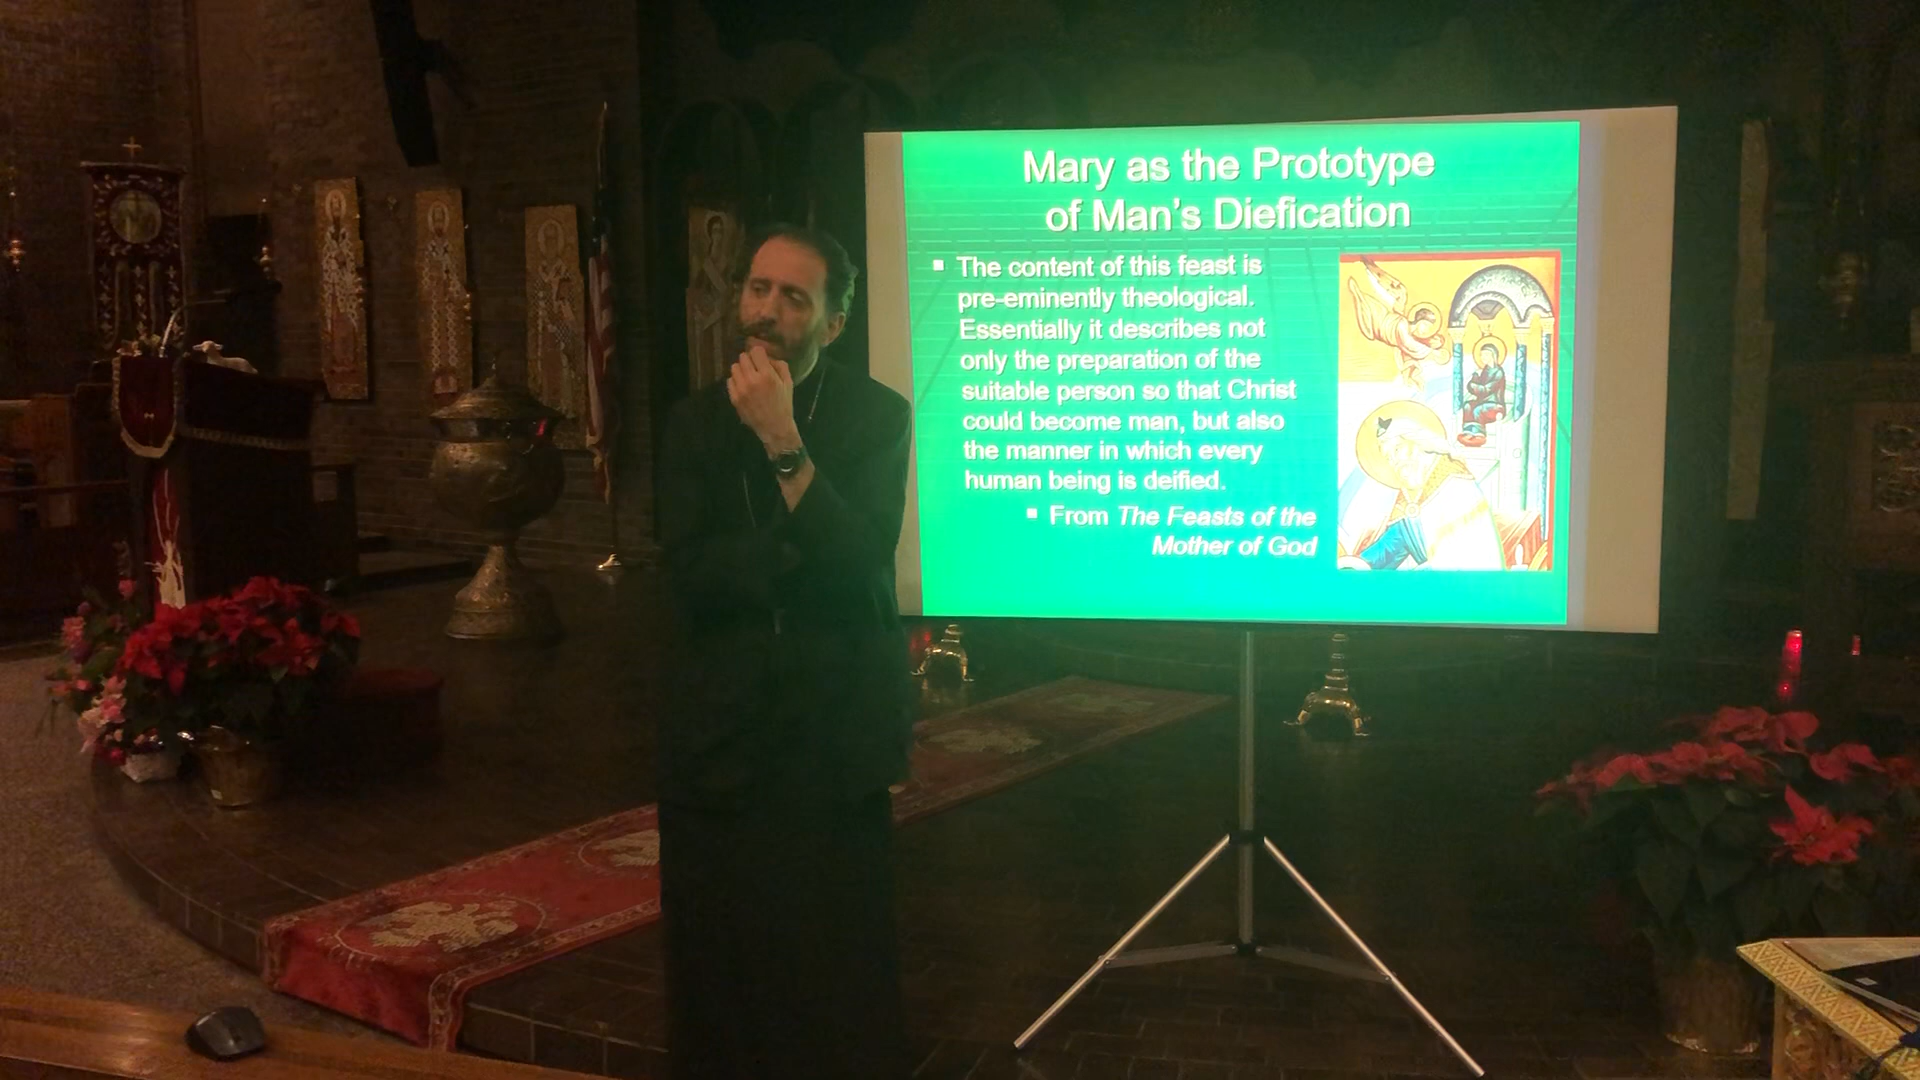 Mary as the Prototype
of Man's Diefication
The content of this feast is
pre-eminently theological.
Essentially it describes not
only the preparation of the
suitable person so that Christ
could become man, but also
the manner in which every
human being is deified.
From The Feasts of the
Mother of God